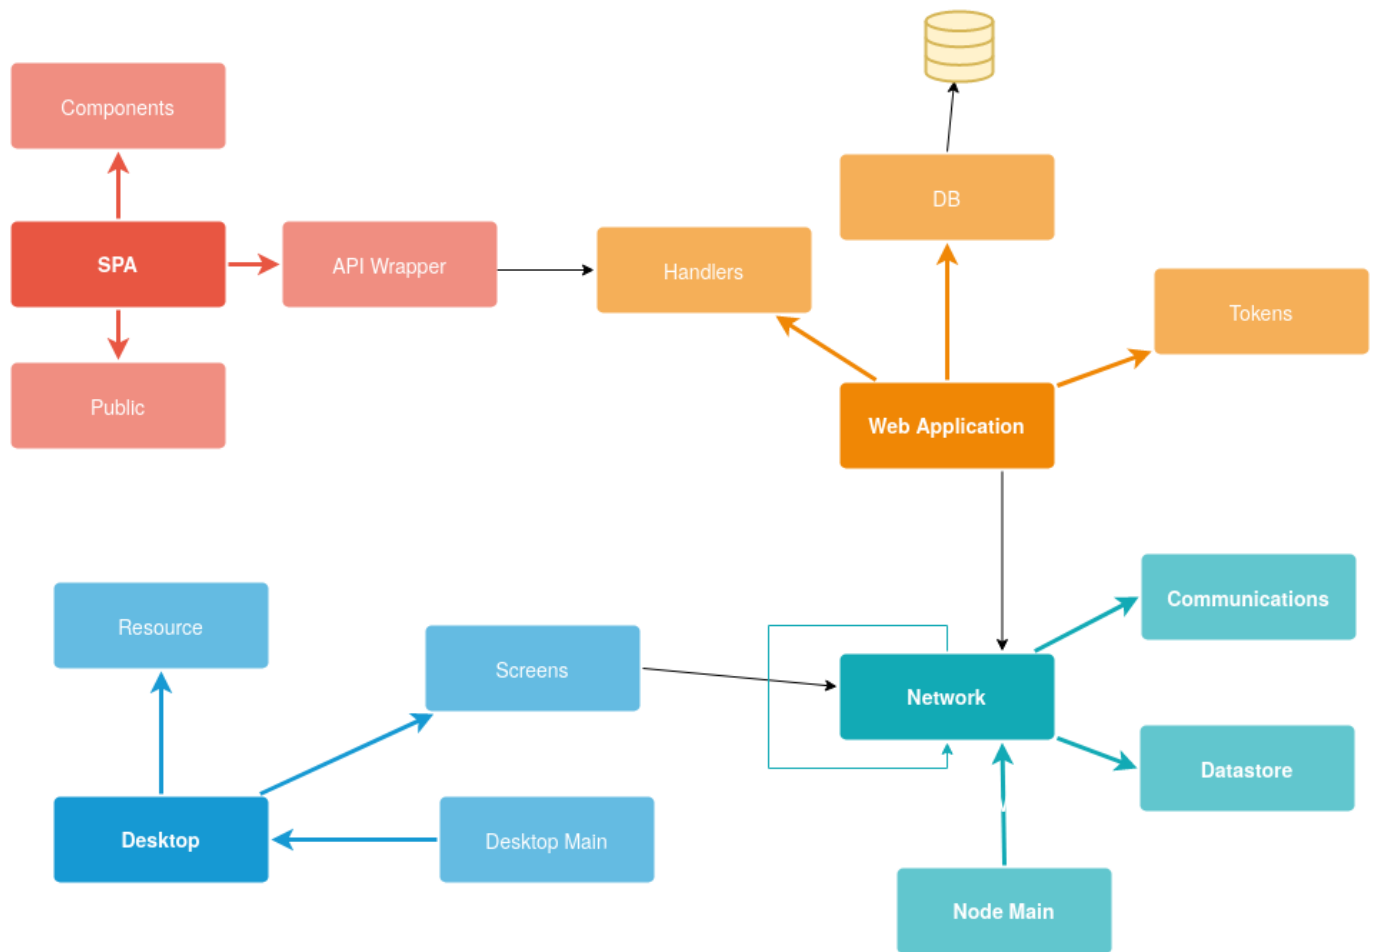 Components
DB
SPA
API Wrapper
Handlers
Tokens
Public
Web Application
Resource
Screens
Communications
Network
Datastore
Desktop
Desktop Main
Node Main